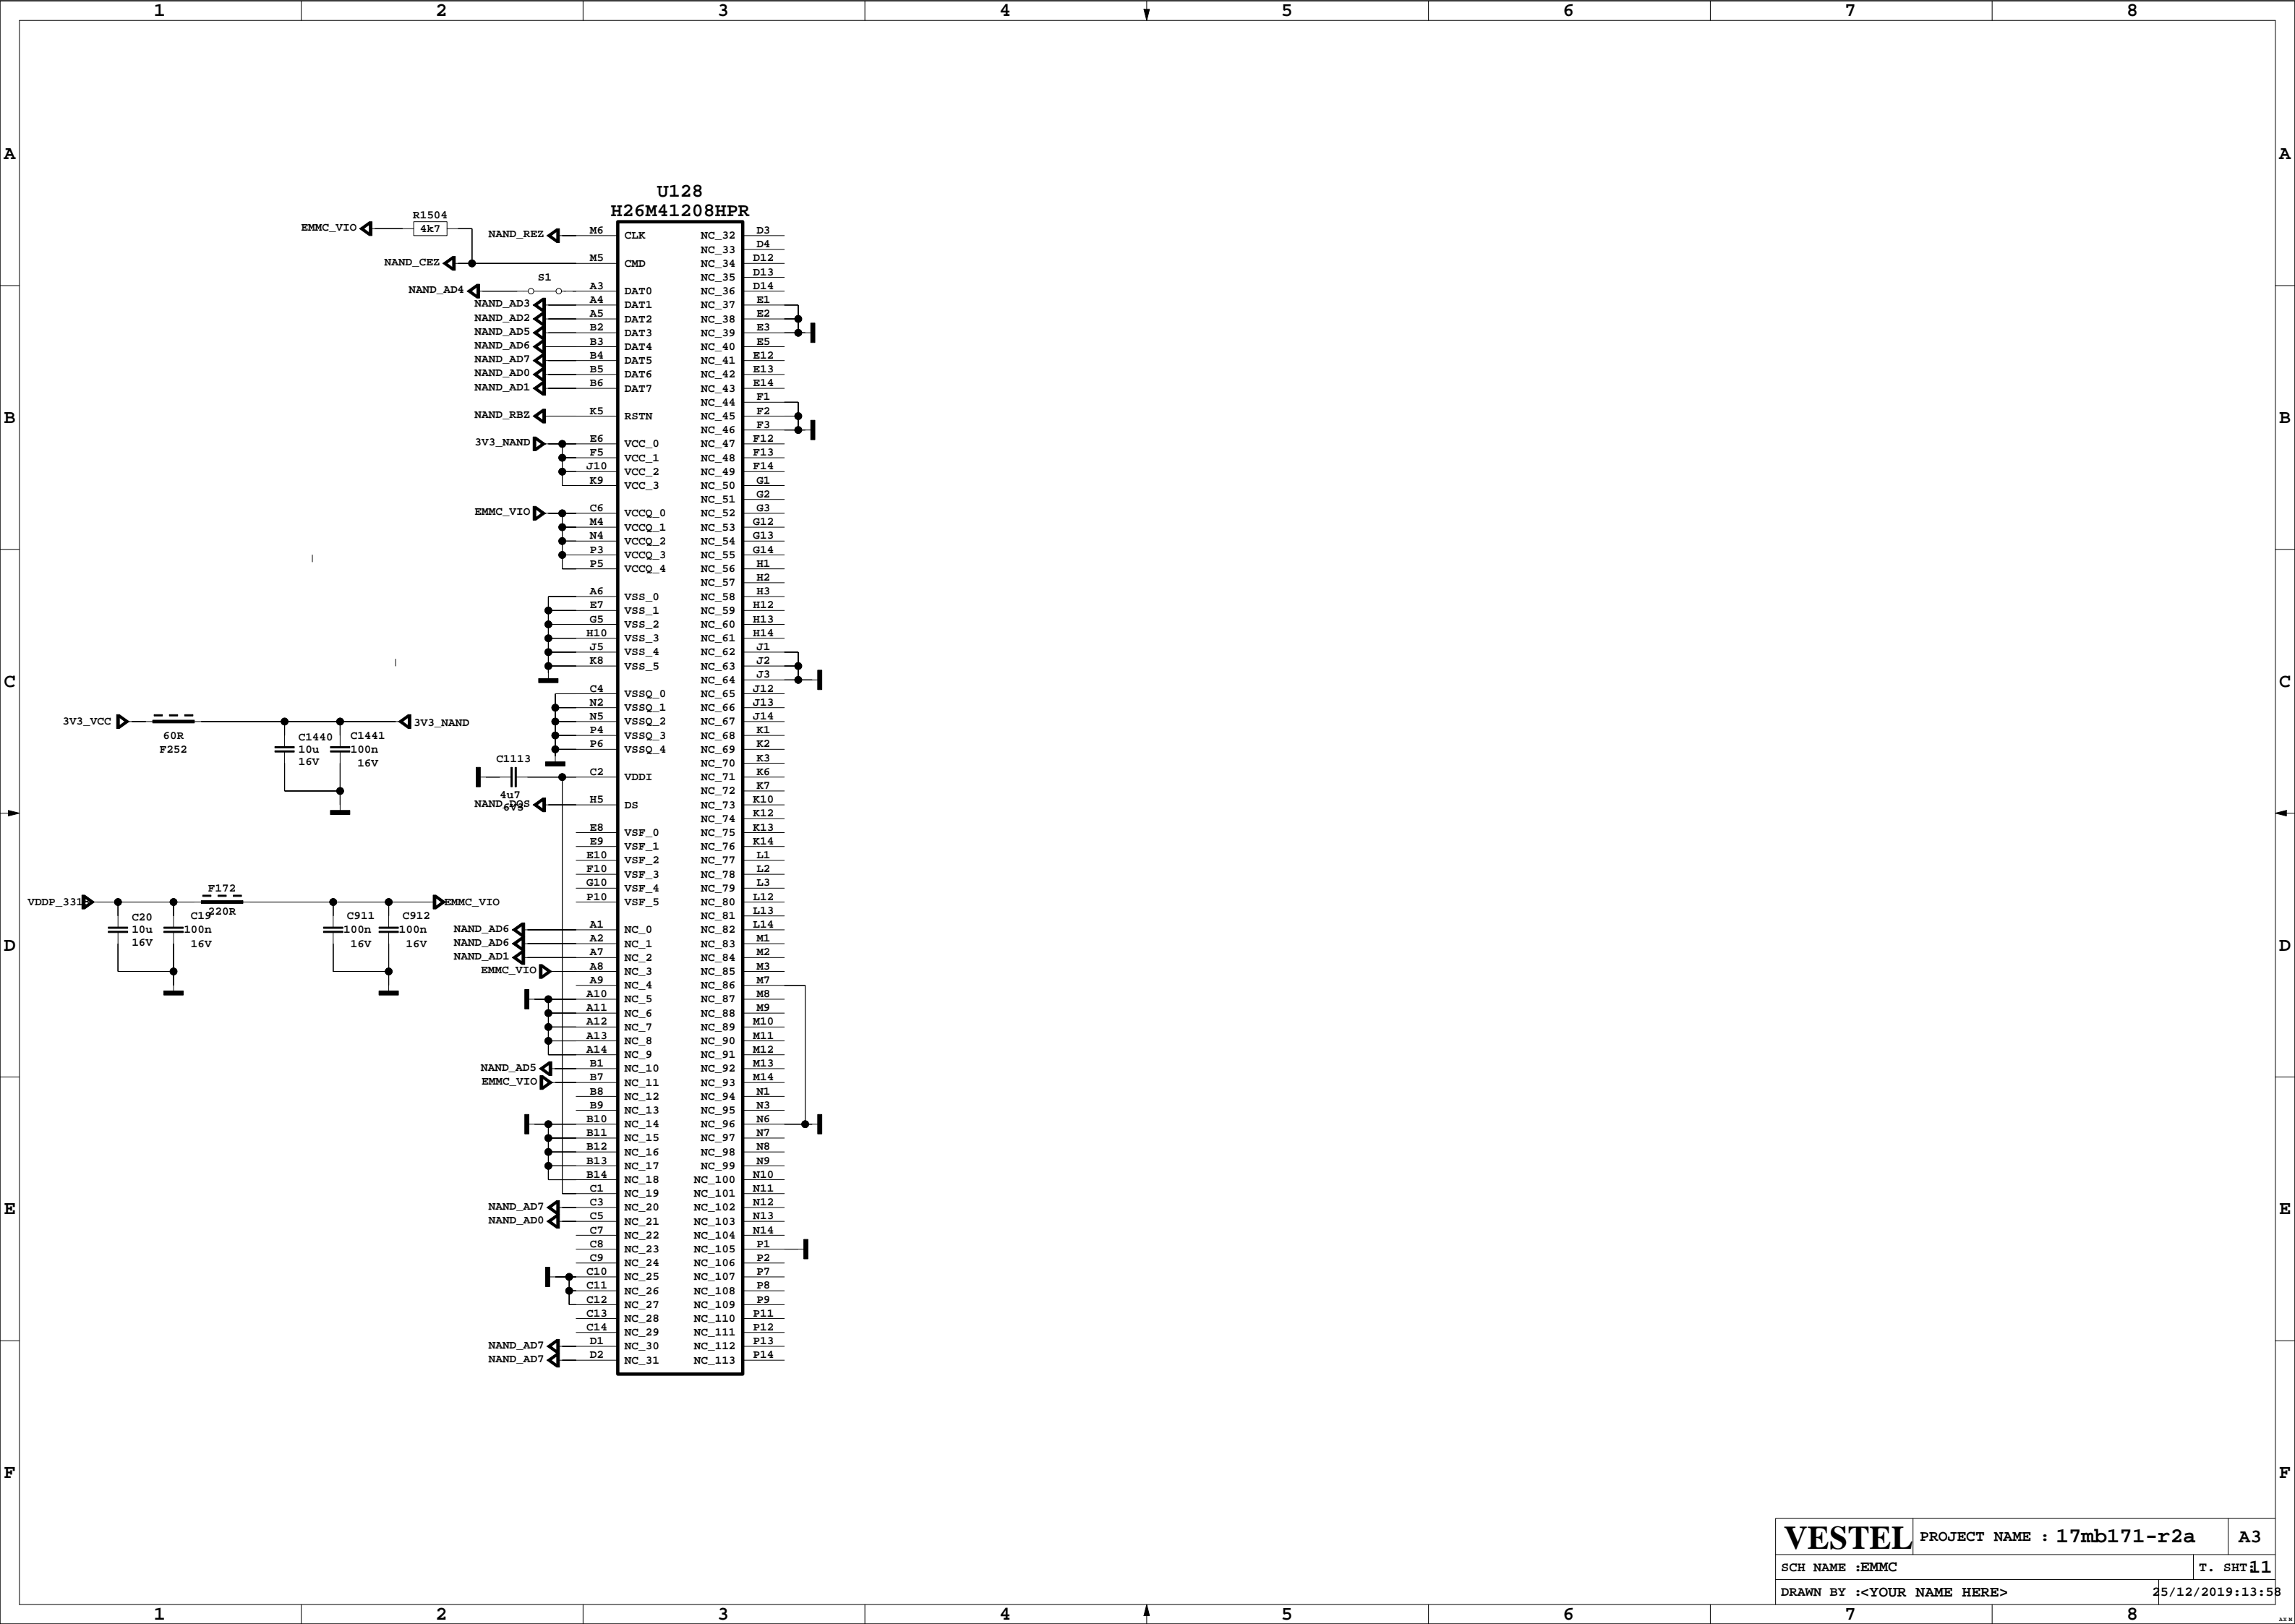 1 2 3 4 5 6 7 8
A A
B B
C C
D D
E E
F F
U128
H26M41208HPR
R1504
EMMC_VIO 4k7
NAND_REZ M6 CLK NC_32 D3
NC_33 D4
NAND_CEZ M5 CMD NC_34 D12
NC_35 D13
S1
NAND_AD4 A3 DAT0 NC_36 D14
NAND_AD3 A4 DAT1 NC_37 E1
NAND_AD2 A5 DAT2 NC_38 E2
NAND_AD5 B2 DAT3 NC_39 E3
NAND_AD6 B3 DAT4 NC_40 E5
NAND_AD7 B4 DAT5 NC_41 E12
NAND_AD0 B5 DAT6 NC_42 E13
NAND_AD1 B6 DAT7 NC_43 E14
NC_44 F1
NAND_RBZ K5 RSTN NC_45 F2
NC_46 F3
3V3_NAND E6 VCC_0 NC_47 F12
F5 VCC_1 NC_48 F13
J10 VCC_2 NC_49 F14
K9 VCC_3 NC_50 G1
NC_51 G2
EMMC_VIO C6 VCCQ_0 NC_52 G3
M4 VCCQ_1 NC_53 G12
N4 VCCQ_2 NC_54 G13
P3 VCCQ_3 NC_55 G14
P5 VCCQ_4 NC_56 H1
NC_57 H2
A6 VSS_0 NC_58 H3
E7 VSS_1 NC_59 H12
G5 VSS_2 NC_60 H13
H10 VSS_3 NC_61 H14
J5 VSS_4 NC_62 J1
K8 VSS_5 NC_63 J2
NC_64 J3
C4 VSSQ_0 NC_65 J12
N2 VSSQ_1 NC_66 J13
N5 VSSQ_2 NC_67 J14
P4 VSSQ_3 NC_68 K1
P6 VSSQ_4 NC_69 K2
NC_70 K3
C1113
C2 VDDI NC_71 K6
4u7
6V3
NC_72 K7
NAND_DQS H5 DS NC_73 K10
NC_74 K12
E8 VSF_0 NC_75 K13
E9 VSF_1 NC_76 K14
E10 VSF_2 NC_77 L1
F10 VSF_3 NC_78 L2
G10 VSF_4 NC_79 L3
P10 VSF_5 NC_80 L12
NC_81 L13
NAND_AD6 A1 NC_0 NC_82 L14
NAND_AD6 A2 NC_1 NC_83 M1
NAND_AD1 A7 NC_2 NC_84 M2
EMMC_VIO A8 NC_3 NC_85 M3
A9 NC_4 NC_86 M7
A10 NC_5 NC_87 M8
A11 NC_6 NC_88 M9
A12 NC_7 NC_89 M10
A13 NC_8 NC_90 M11
A14 NC_9 NC_91 M12
NAND_AD5 B1 NC_10 NC_92 M13
EMMC_VIO B7 NC_11 NC_93 M14
B8 NC_12 NC_94 N1
B9 NC_13 NC_95 N3
B10 NC_14 NC_96 N6
B11 NC_15 NC_97 N7
B12 NC_16 NC_98 N8
B13 NC_17 NC_99 N9
B14 NC_18 NC_100 N10
C1 NC_19 NC_101 N11
NAND_AD7 C3 NC_20 NC_102 N12
NAND_AD0 C5 NC_21 NC_103 N13
C7 NC_22 NC_104 N14
C8 NC_23 NC_105 P1
C9 NC_24 NC_106 P2
C10 NC_25 NC_107 P7
C11 NC_26 NC_108 P8
C12 NC_27 NC_109 P9
C13 NC_28 NC_110 P11
C14 NC_29 NC_111 P12
NAND_AD7 D1 NC_30 NC_112 P13
NAND_AD7 D2 NC_31 NC_113 P14
3V3_VCC 3V3_NAND
60R
F252
C1440 C1441
10u 100n
16V 16V
F172
VDDP_331 EMMC_VIO
220R
C20 C19 C911 C912
10u 100n 100n 100n
16V 16V 16V 16V
VESTEL PROJECT NAME : 17mb171-r2a A3
SCH NAME :EMMC T. SHT:11
DRAWN BY :<YOUR NAME HERE> 25/12/2019:13:58
1 2 3 4 5 6 7 8